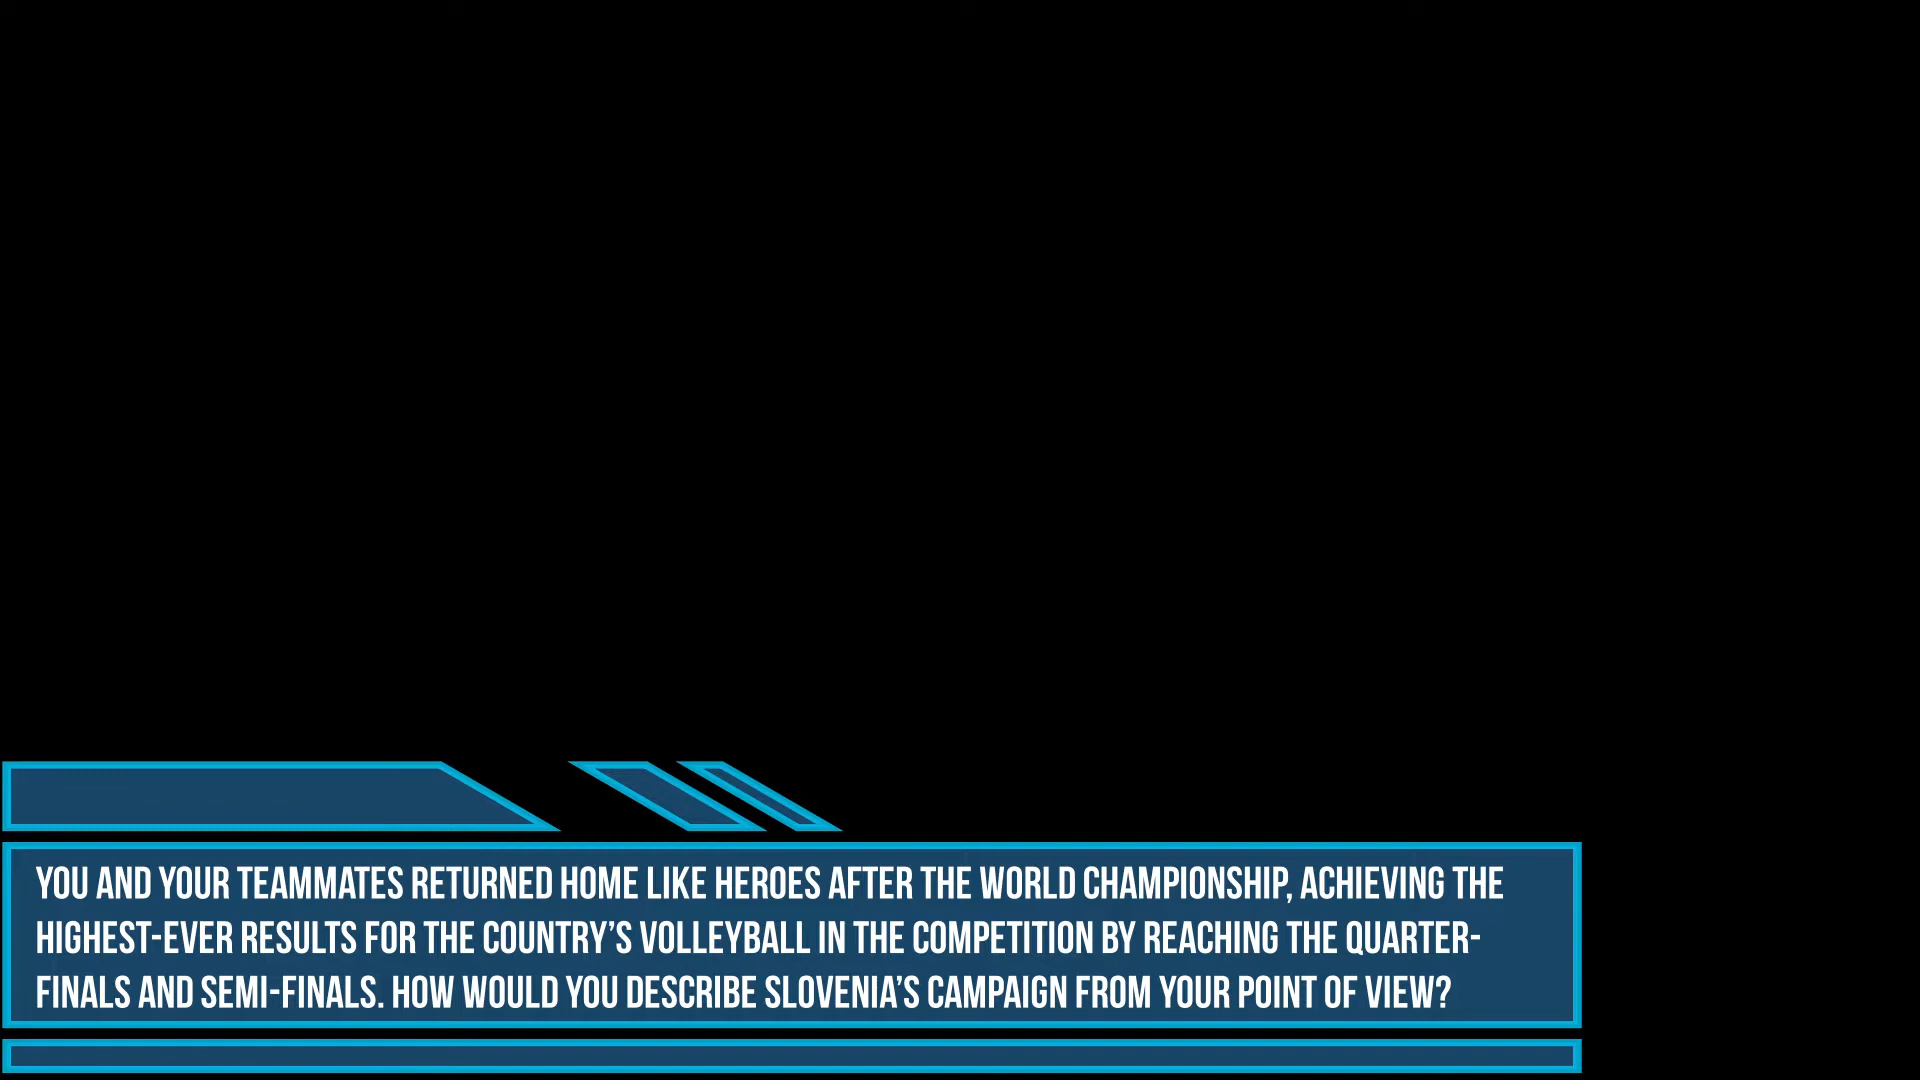 YOU AND YOUR TEAMMATES RETURNED HOME LIKE HEROES AFTER THE WORLD CHAMPIONSHIP, ACHIEVING THE
HIGHEST-EVER RESULTS FOR THE COUNTRY’S VOLLEYBALL IN THE COMPETITION BY REACHING THE QUARTER-
FINALS AND SEMI-FINALS. HOW WOULD YOU DESCRIBE SLOVENIA’S CAMPAIGN FROM YOUR POINT OF VIEW?